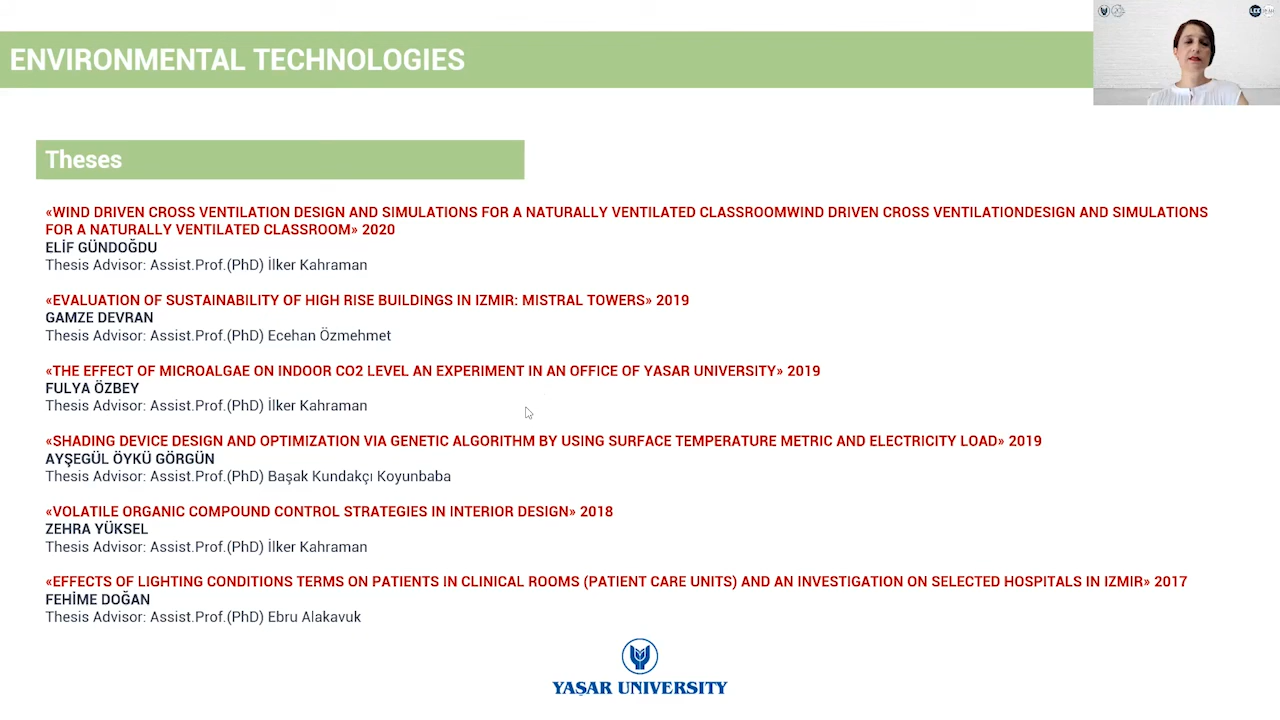 ENVIRONMENTAL TECHNOLOGIES
Theses
«WIND DRIVEN CROSS VENTILATION DESIGN AND SIMULATIONS FOR A NATURALLY VENTILATED CLASSROOMWIND DRIVEN CROSS VENTILATIONDESIGN AND SIMULATIONS
FOR A NATURALLY VENTILATED CLASSROOM» 2020
ELİF GÜNDOĞDU
Thesis Advisor: Assist.Prof.(PhD) İlker Kahraman
«EVALUATION OF SUSTAINABILITY OF HIGH RISE BUILDINGS IN IZMIR: MISTRAL TOWERS» 2019
GAMZE DEVRAN
Thesis Advisor: Assist.Prof.(PhD) Ecehan Özmehmet
«THE EFFECT OF MICROALGAE ON INDOOR CO2 LEVEL AN EXPERIMENT IN AN OFFICE OF YASAR UNIVERSITY» 2019
FULYA ÖZBEY
Thesis Advisor: Assist.Prof.(PhD) İlker Kahraman
«SHADING DEVICE DESIGN AND OPTIMIZATION VIA GENETIC ALGORITHM BY USING SURFACE TEMPERATURE METRIC AND ELECTRICITY LOAD» 2019
AYŞEGÜL ÖYKÜ GÖRGÜN
Thesis Advisor: Assist.Prof.(PhD) Başak Kundakçı Koyunbaba
«VOLATILE ORGANIC COMPOUND CONTROL STRATEGIES IN INTERIOR DESIGN» 2018
ZEHRA YÜKSEL
Thesis Advisor: Assist.Prof.(PhD) İlker Kahraman
«EFFECTS OF LIGHTING CONDITIONS TERMS ON PATIENTS IN CLINICAL ROOMS (PATIENT CARE UNITS) AND AN INVESTIGATION ON SELECTED HOSPITALS IN IZMIR» 2017
FEHİME DOĞAN
Thesis Advisor: Assist.Prof.(PhD) Ebru Alakavuk
YAŞAR UNIVERSITY